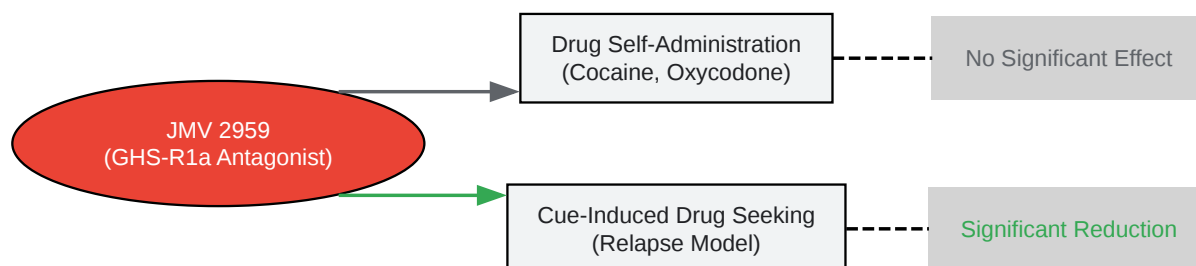 JMV 2959
(GHS-R1a Antagonist)
Drug Self-Administration
(Cocaine, Oxycodone)
No Significant Effect
Cue-Induced Drug Seeking
(Relapse Model)
Significant Reduction